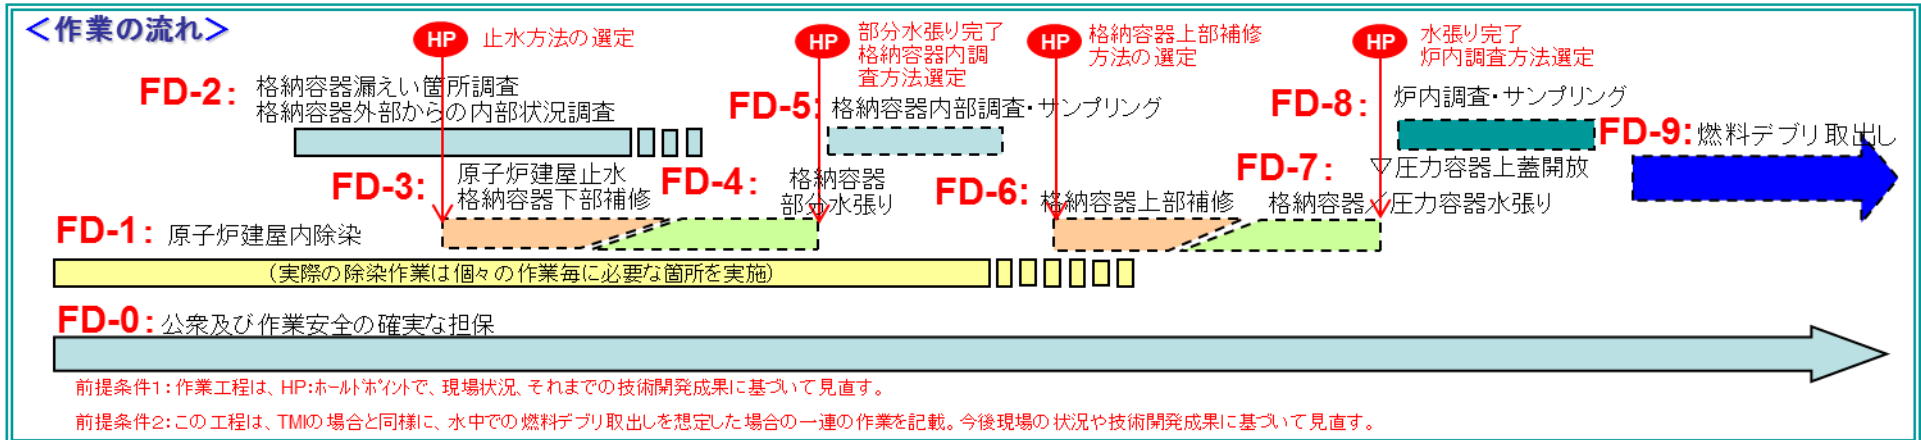 ＜作業の流れ＞
HP 止水方法の選定
HP 部分水張り完了
格納容器内調
査方法選定
HP 格納容器上部補修
方法の選定
HP 水張り完了
炉内調査方法選定
FD-2: 格納容器漏えい箇所調査
格納容器外部からの内部状況調査
FD-5: 格納容器内部調査・サンプリング
FD-8: 炉内調査・サンプリング
FD-9: 燃料デブリ取出し
FD-3: 原子炉建屋止水
格納容器下部補修
FD-4: 格納容器
部分水張り
FD-6: 格納容器上部補修
FD-7: ▽圧力容器上蓋開放
格納容器／圧力容器水張り
FD-1: 原子炉建屋内除染
(実際の除染作業は個々の作業毎に必要な箇所を実施)
FD-0: 公衆及び作業安全の確実な担保
前提条件1：作業工程は、HP:ﾎｰﾙﾄﾞﾎﾟｲﾝﾄで、現場状況、それまでの技術開発成果に基づいて見直す。
前提条件2：この工程は、TMIの場合と同様に、水中での燃料デブリ取出しを想定した場合の一連の作業を記載。今後現場の状況や技術開発成果に基づいて見直す。